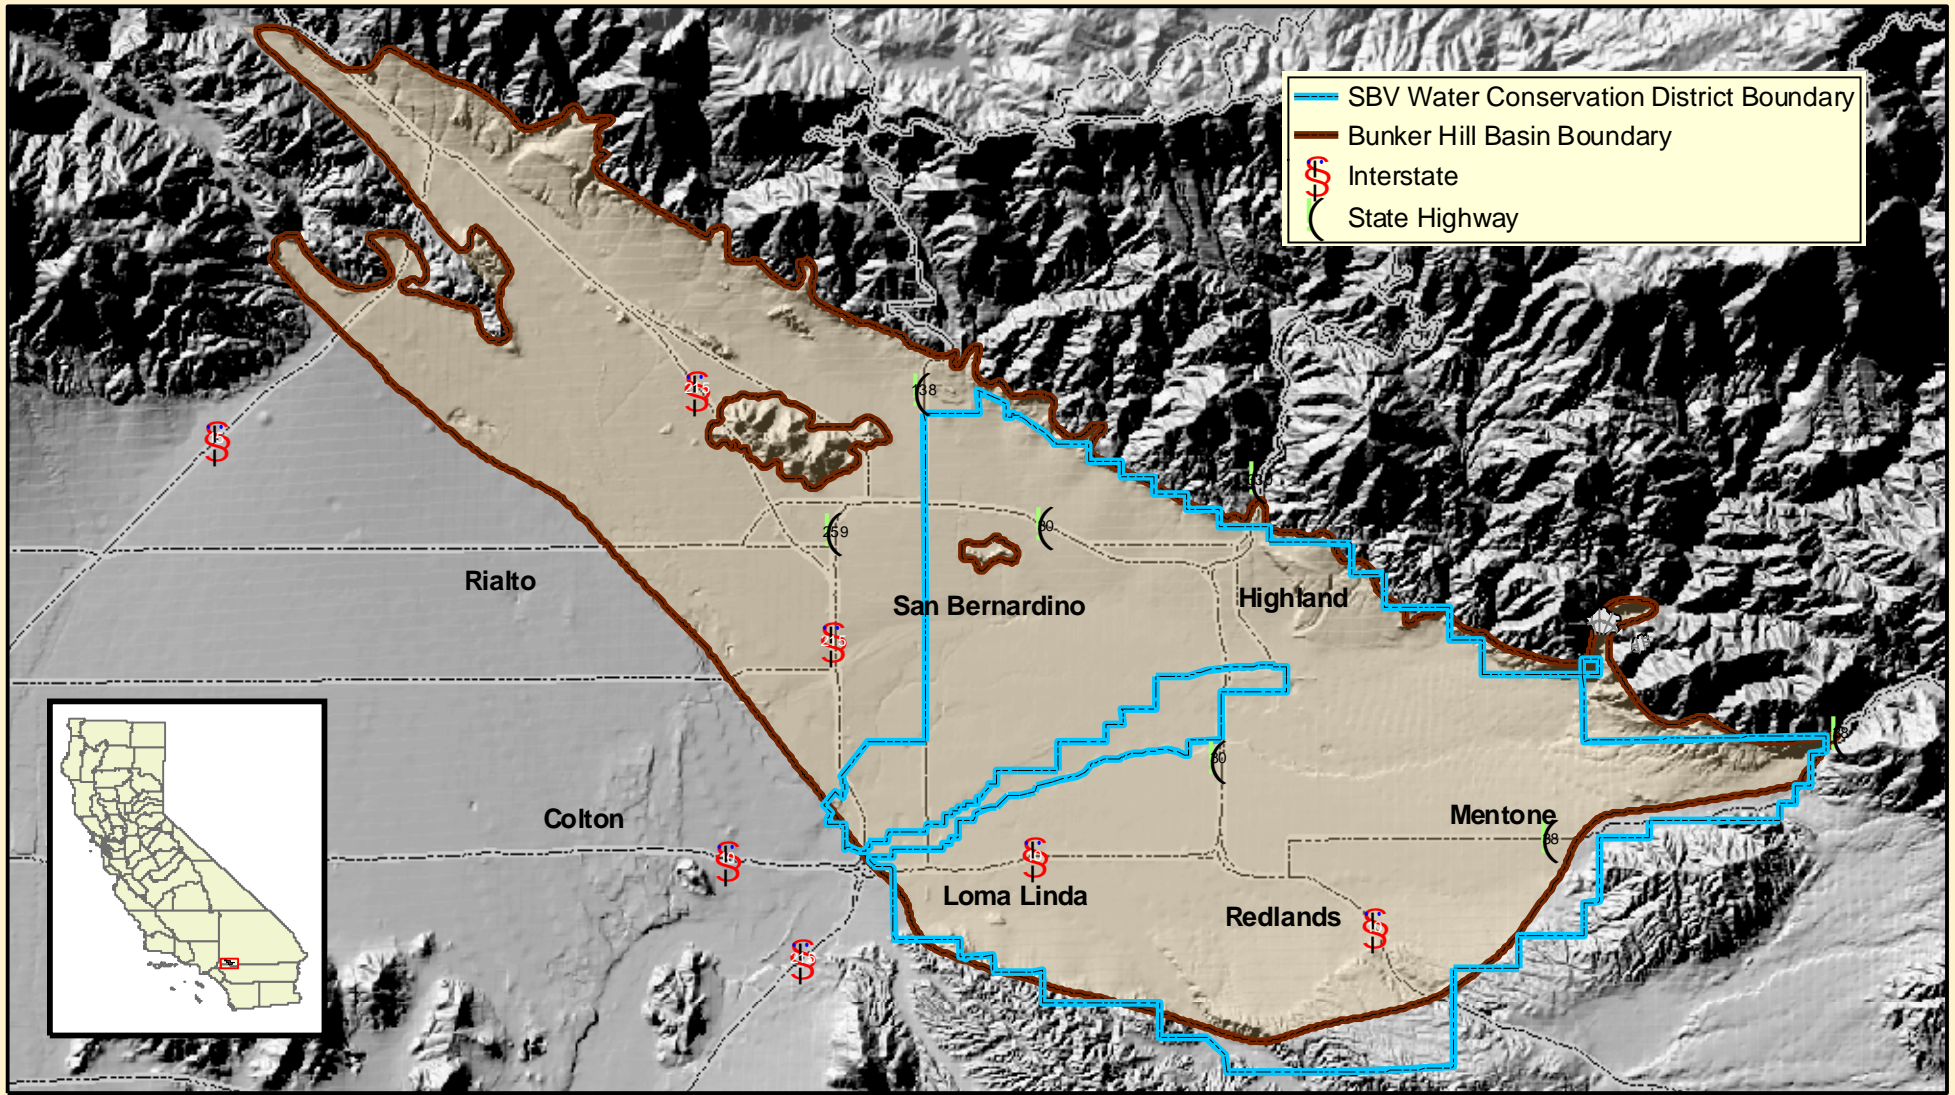 SBV Water Conservation District Boundary
Bunker Hill Basin Boundary
Interstate
State Highway
138
259
30
Rialto
San Bernardino
Highland
30
Colton
Mentone
38
Loma Linda
Redlands